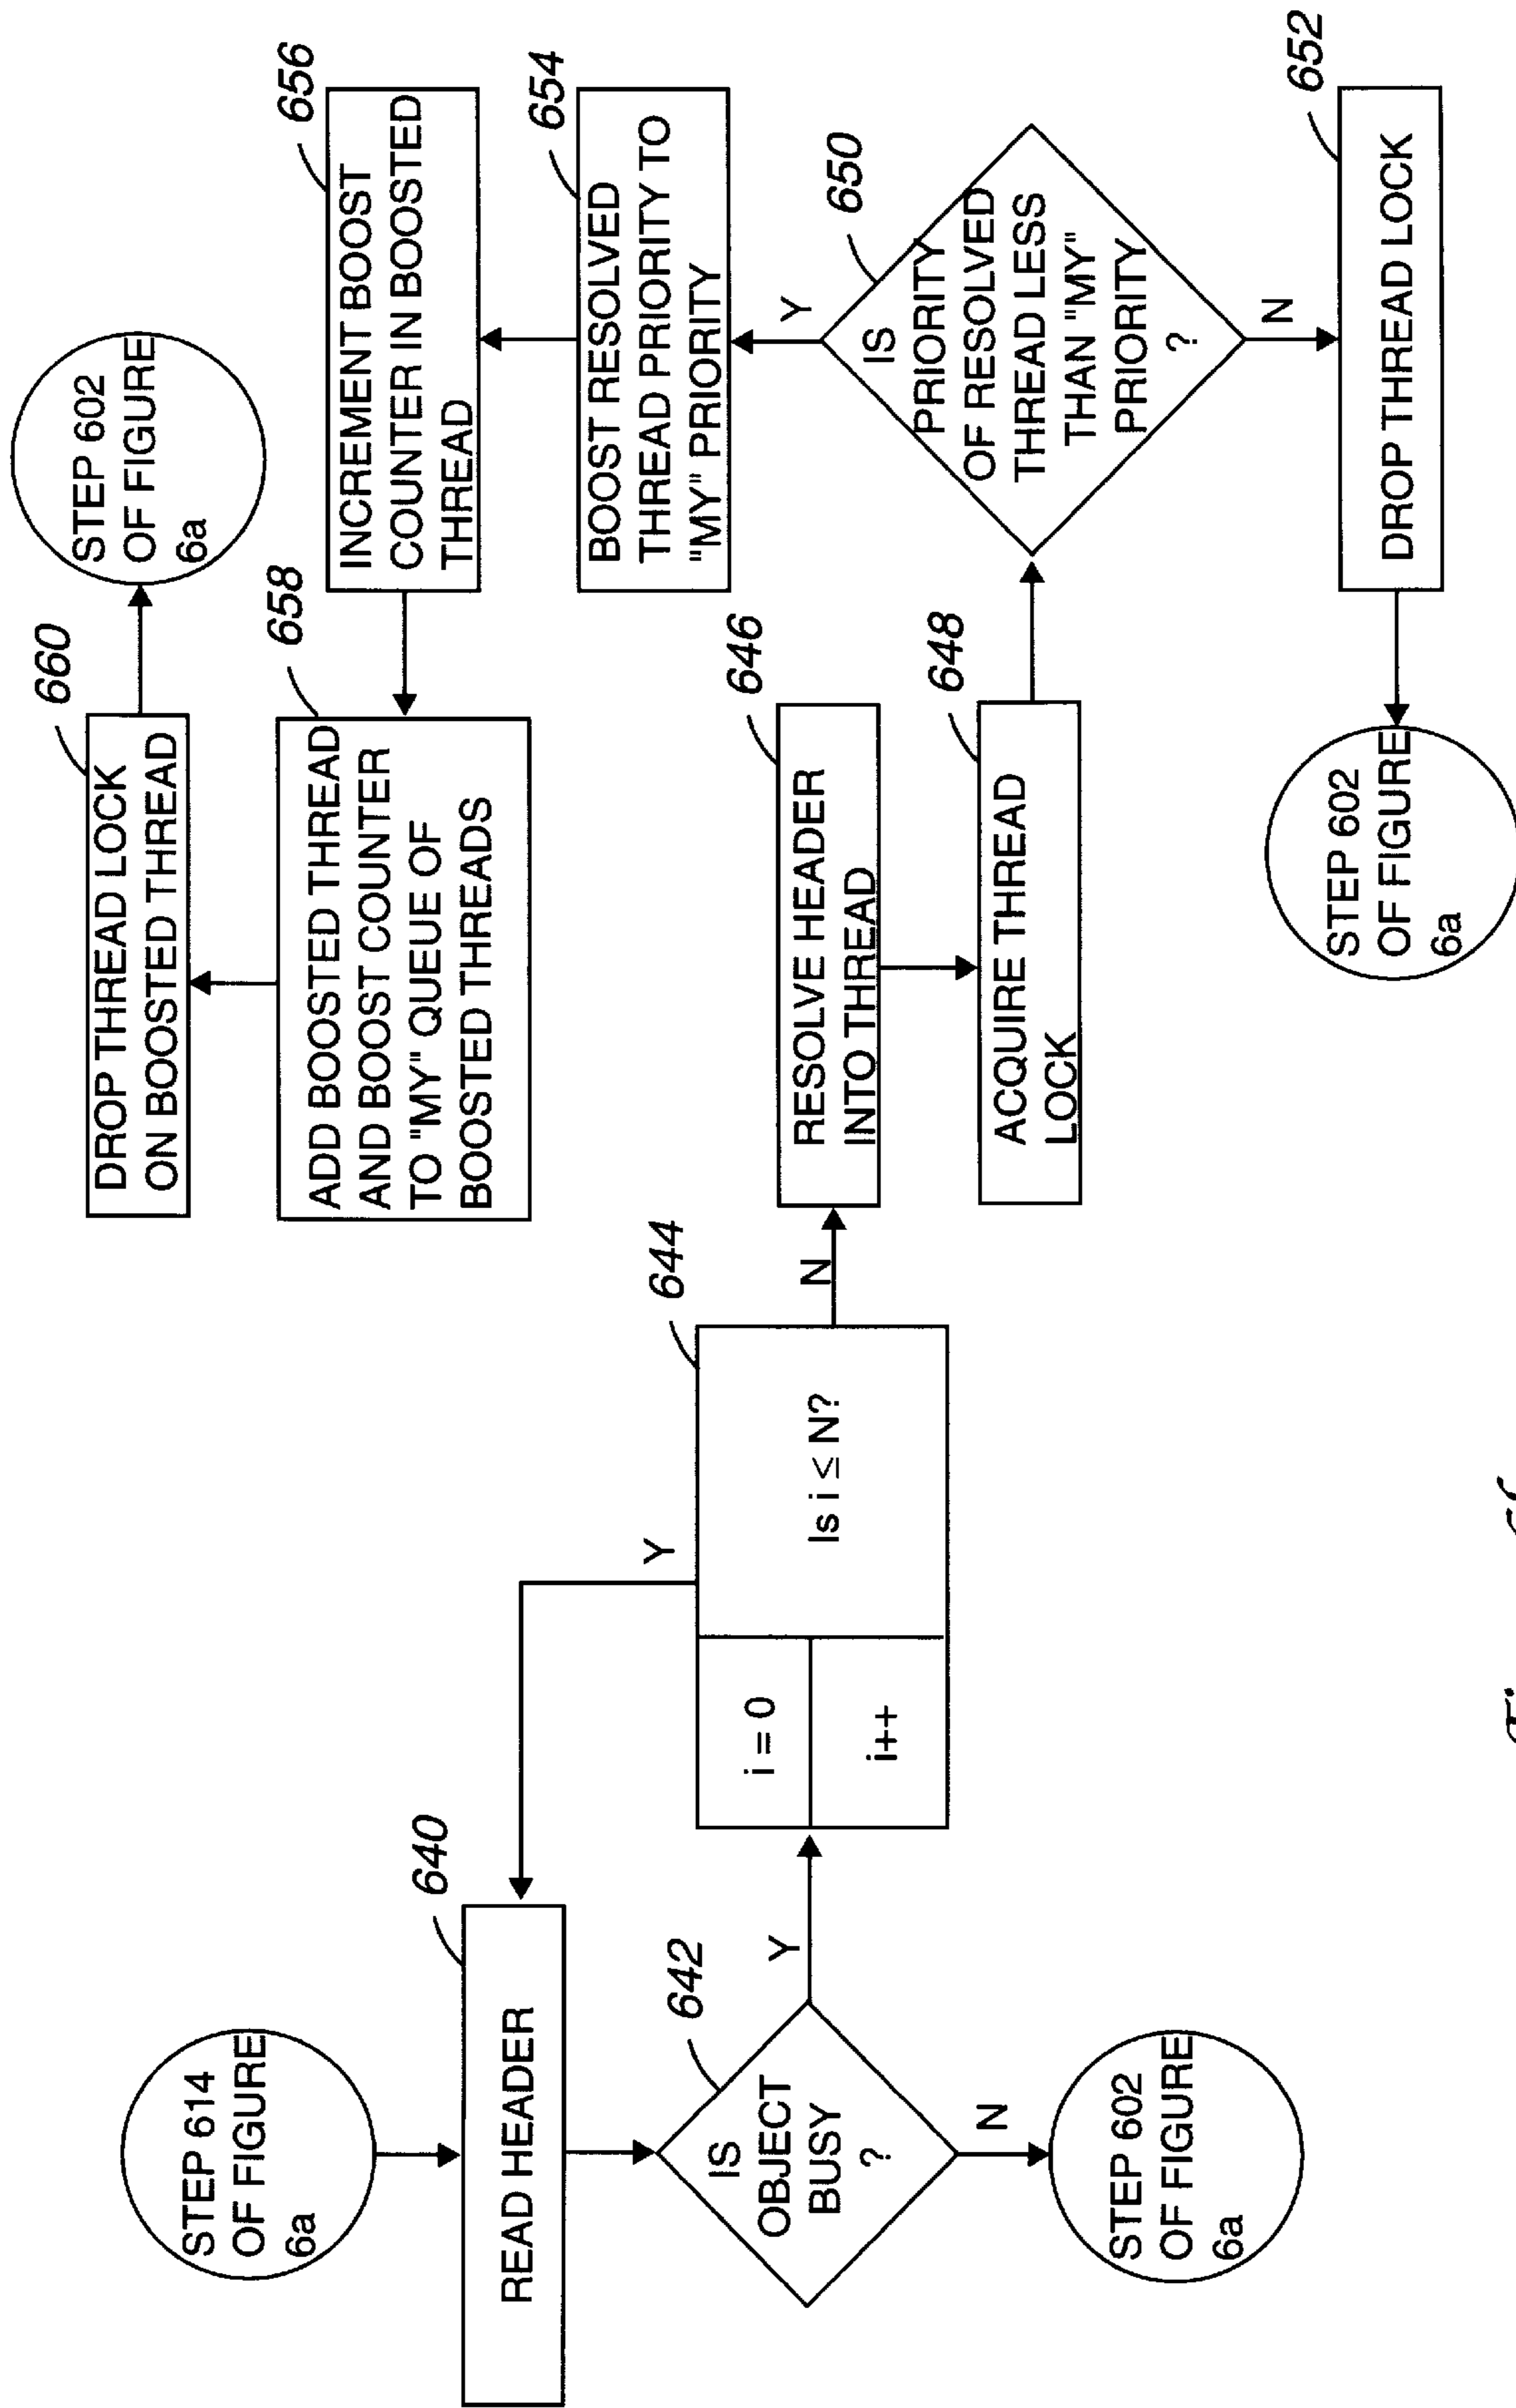 STEP 614
OF FIGURE
6a
640
READ HEADER
642
IS
OBJECT
BUSY
?
Y
N
STEP 602
OF FIGURE
6a
644
i = 0
i++
Is i ≤ N?
Y
N
646
RESOLVE HEADER
INTO THREAD
648
ACQUIRE THREAD
LOCK
650
IS
PRIORITY
OF RESOLVED
THREAD LESS
THAN "MY"
PRIORITY
?
Y
N
652
DROP THREAD LOCK
STEP 602
OF FIGURE
6a
654
BOOST RESOLVED
THREAD PRIORITY TO
"MY" PRIORITY
656
INCREMENT BOOST
COUNTER IN BOOSTED
THREAD
658
ADD BOOSTED THREAD
AND BOOST COUNTER
TO "MY" QUEUE OF
BOOSTED THREADS
660
DROP THREAD LOCK
ON BOOSTED THREAD
STEP 602
OF FIGURE
6a